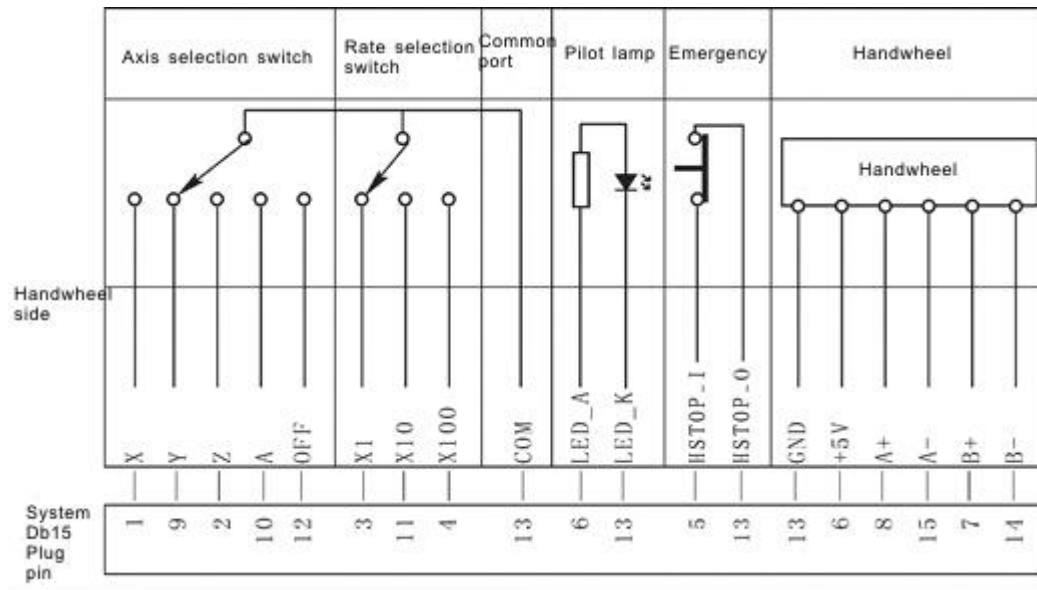 Axis selection switch
Rate selection
switch
Common
port
Pilot lamp
Emergency
Handwheel
Handwheel
Handwheel
side
X
Y
Z
A
OFF
X1
X10
X100
COM
LED_A
LED_K
HSTOP-I
HSTOP-O
GND
+5V
A+
A-
B+
B-
System
Db15
Plug
pin
1
9
2
10
12
3
11
4
13
6
13
5
13
13
6
8
15
7
14